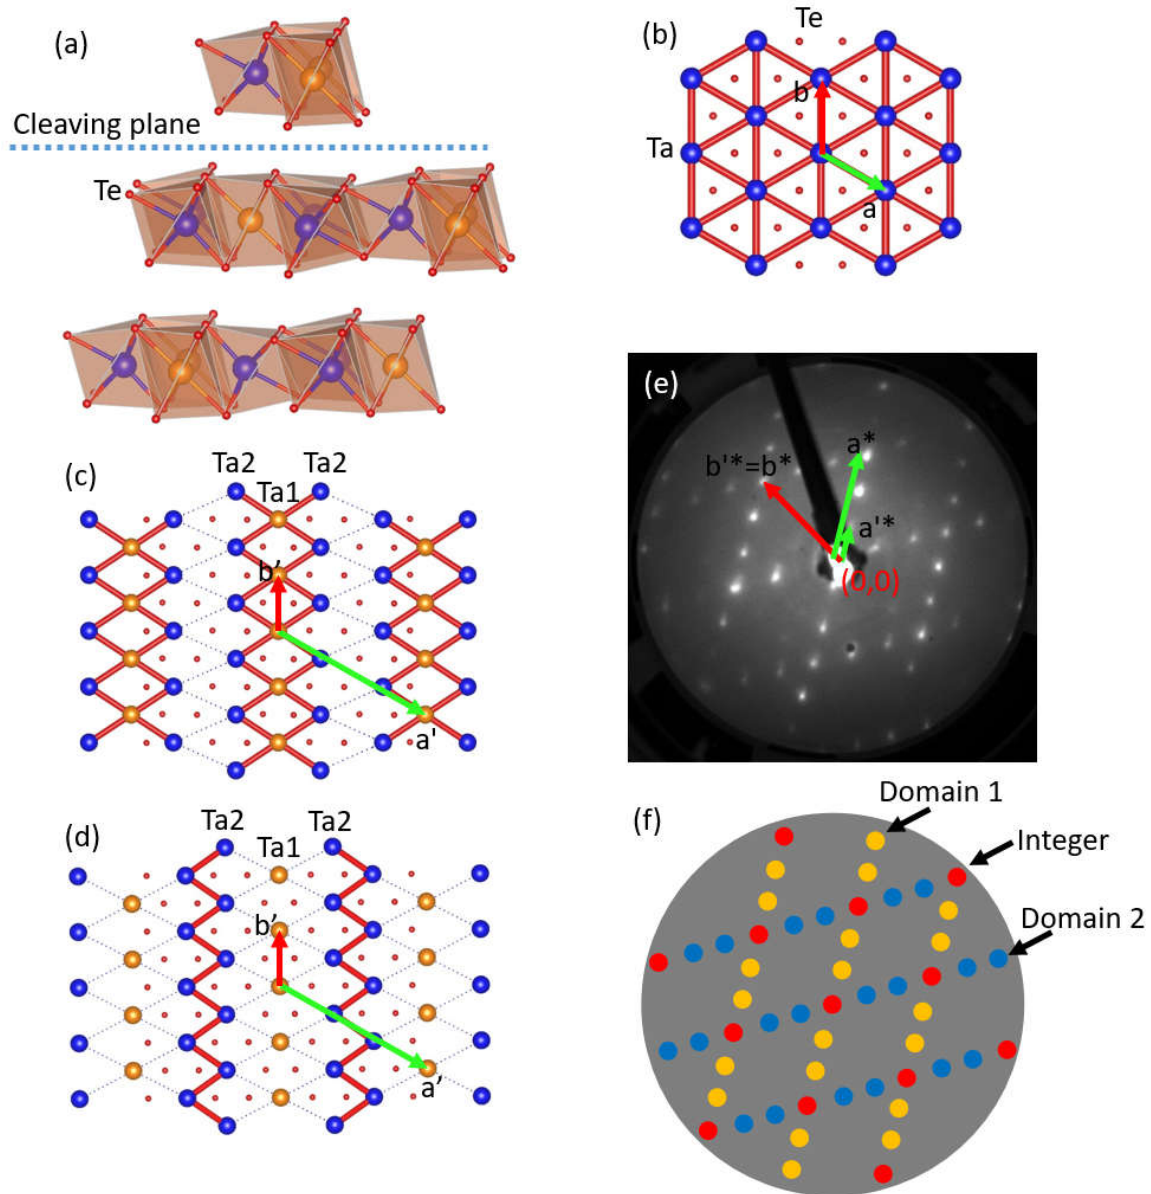 (a)
Cleaving plane
Te
(b)
Te
b
Ta
a
(c)
Ta2 Ta2
Ta1
b'
a'
(d)
Ta2 Ta2
Ta1
b'
a'
(e)
a*
b'*=b*
a'*
(0,0)
(f)
Domain 1
Integer
Domain 2